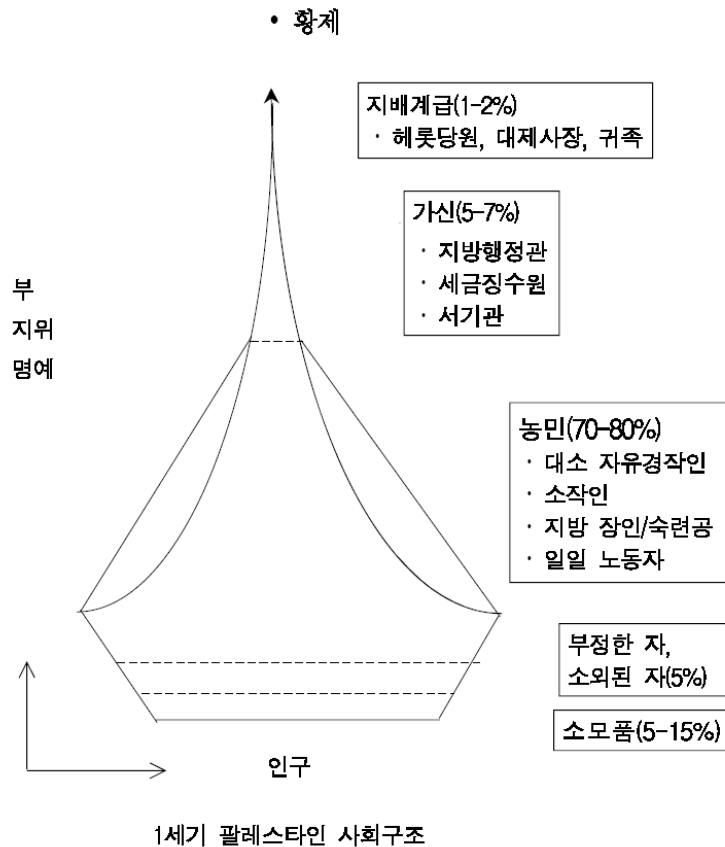 • 황제
지배계급(1-2%)
· 헤롯당원, 대제사장, 귀족
가신(5-7%)
· 지방행정관
· 세금징수원
· 서기관
부
지위
명예
농민(70-80%)
· 대소 자유경작인
· 소작인
· 지방 장인/숙련공
· 일일 노동자
부정한 자,
소외된 자(5%)
소모품(5-15%)
인구
1세기 팔레스타인 사회구조